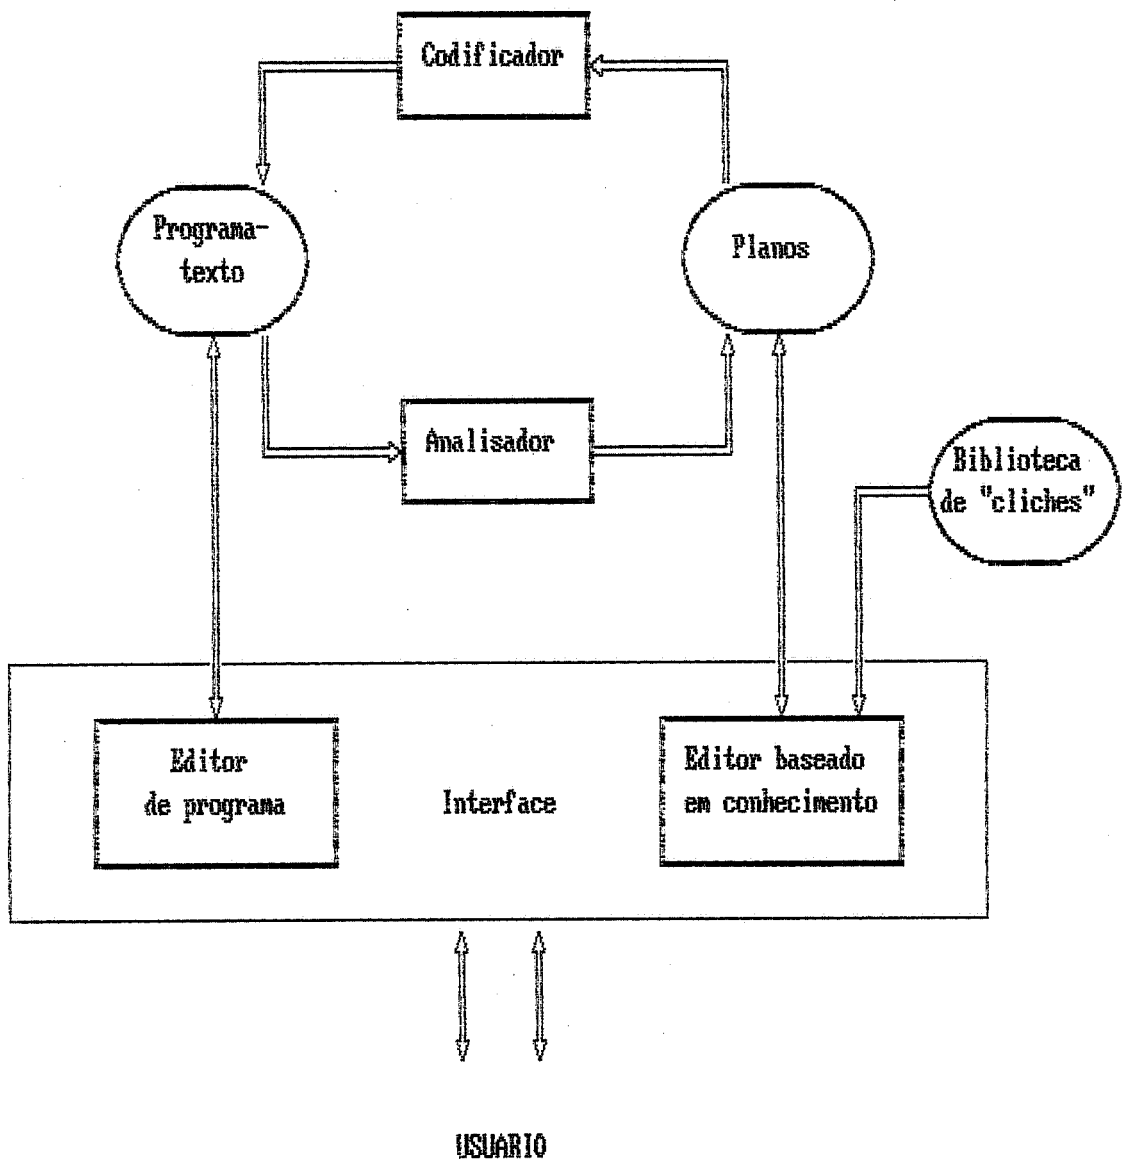 Codificador
Programa-
texto
Planos
Analisador
Biblioteca
de "cliches"
Editor
de programa
Interface
Editor baseado
em conhecimento
USUARIO